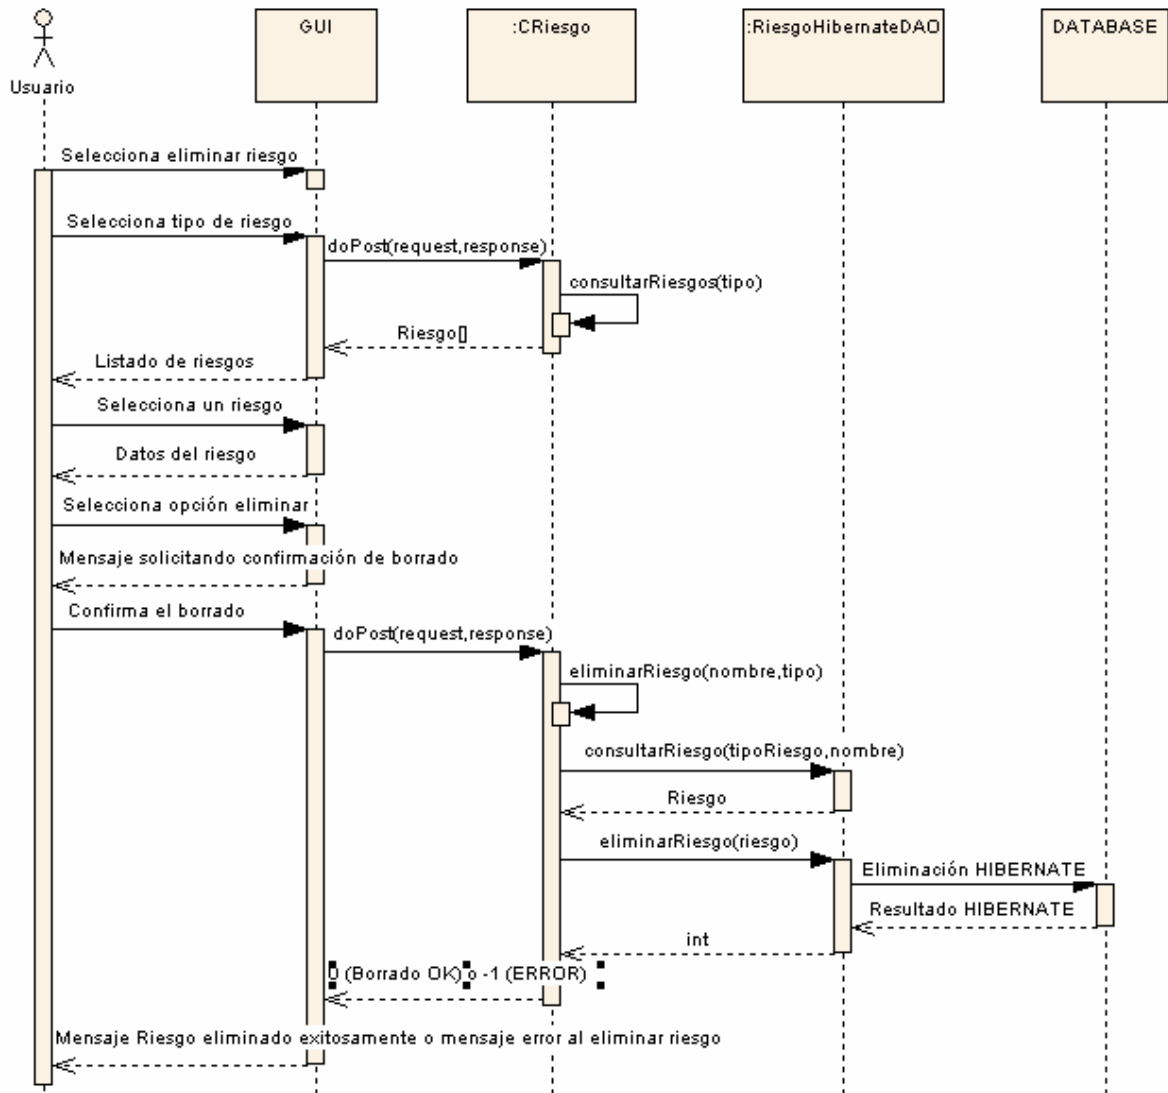 GUI
:CRiesgo
:RiesgoHibernateDAO
DATABASE
Usuario
Selecciona eliminar riesgo
Selecciona tipo de riesgo
doPost(request,response)
consultarRiesgos(tipo)
Riesgo[]
Listado de riesgos
Selecciona un riesgo
Datos del riesgo
Selecciona opción eliminar
Mensaje solicitando confirmación de borrado
Confirma el borrado
doPost(request,response)
eliminarRiesgo(nombre,tipo)
consultarRiesgo(tipoRiesgo,nombre)
Riesgo
eliminarRiesgo(riesgo)
Eliminación HIBERNATE
Resultado HIBERNATE
int
0 (Borrado OK) o -1 (ERROR)
Mensaje Riesgo eliminado exitosamente o mensaje error al eliminar riesgo